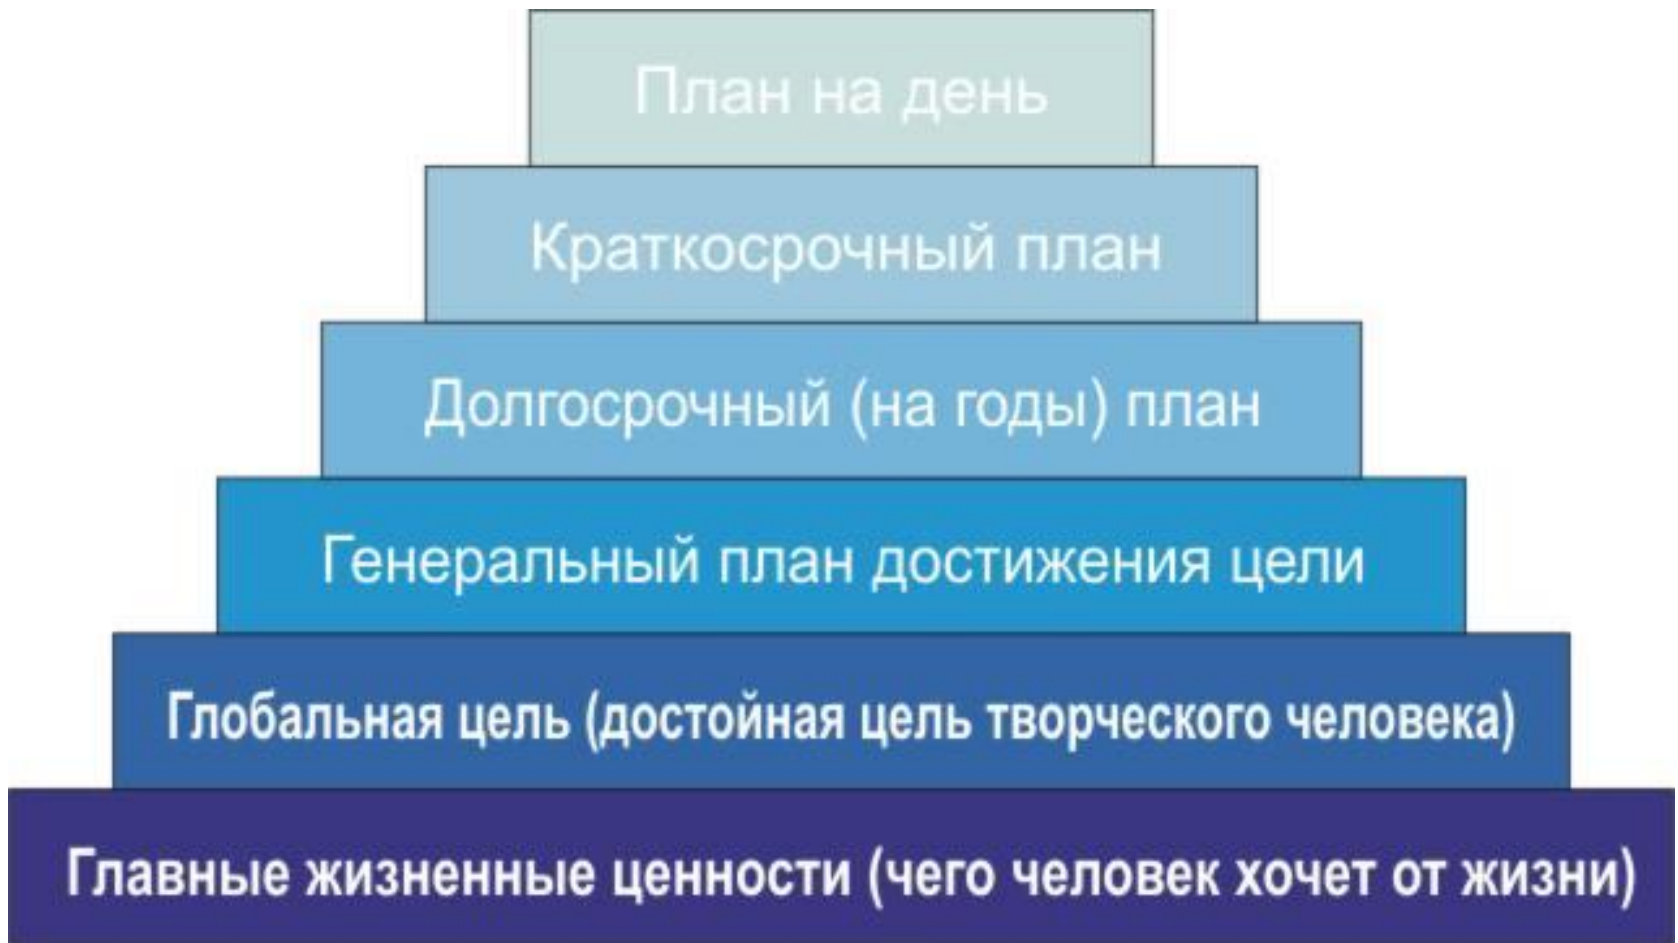 План на день
Краткосрочный план
Долгосрочный (на годы) план
Генеральный план достижения цели
Глобальная цель (достойная цель творческого человека)
Главные жизненные ценности (чего человек хочет от жизни)